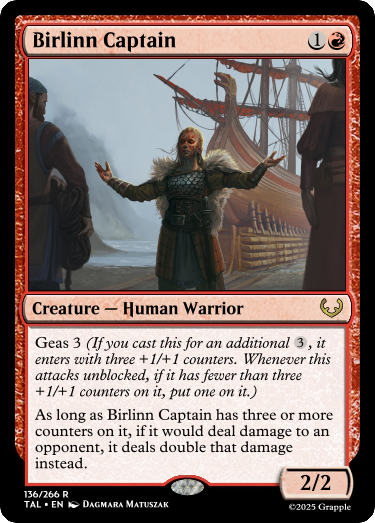 Birlinn Captain 1
Creature — Human Warrior
Geas 3 (If you cast this for an additional 3, it
enters with three +1/+1 counters. Whenever this
attacks unblocked, if it has fewer than three
+1/+1 counters on it, put one on it.)
As long as Birlinn Captain has three or more
counters on it, if it would deal damage to an
opponent, it deals double that damage
instead.
2/2
136/266 R
TAL • EN Dagmara Matuszak
©2025 Grapple